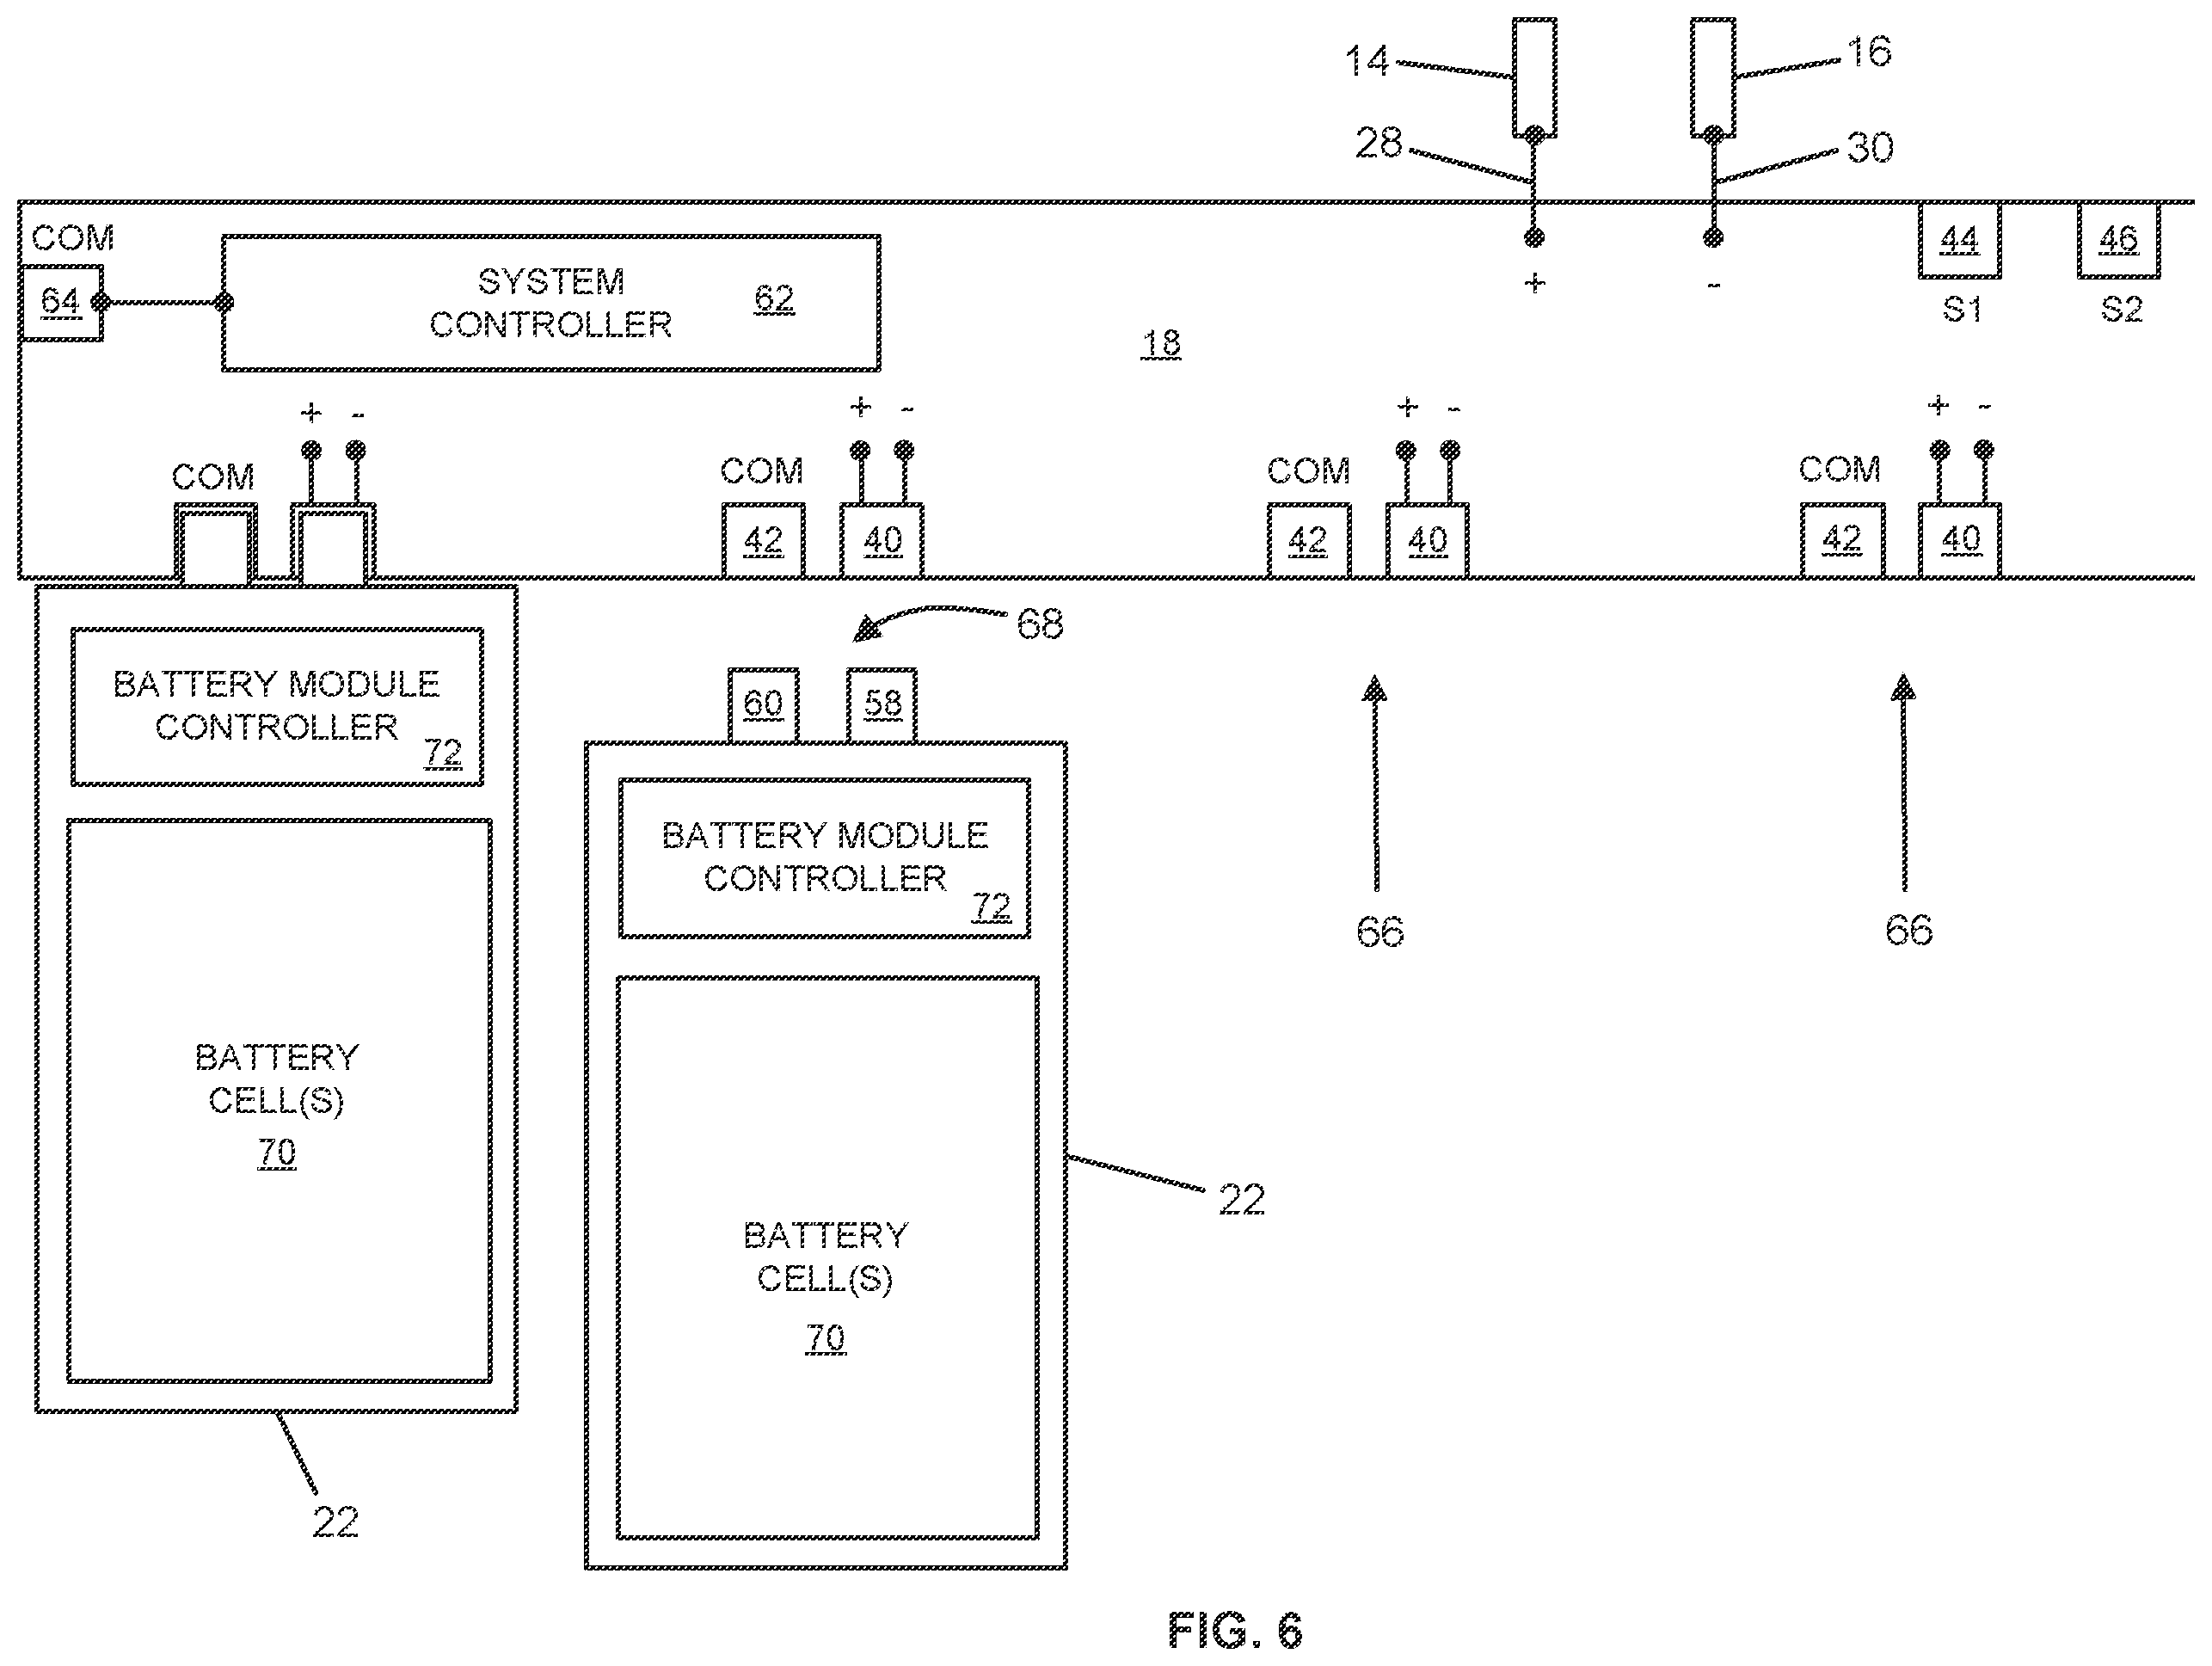 14
16
28
30
COM
64
SYSTEM
CONTROLLER
62
18
+
-
44
46
S1
S2
+ -
+ -
+ -
+ -
COM
COM
COM
COM
42
40
42
40
42
40
68
60
58
BATTERY MODULE
CONTROLLER
72
BATTERY MODULE
CONTROLLER
72
66
66
BATTERY
CELL(S)
70
22
BATTERY
CELL(S)
70
22
FIG. 6